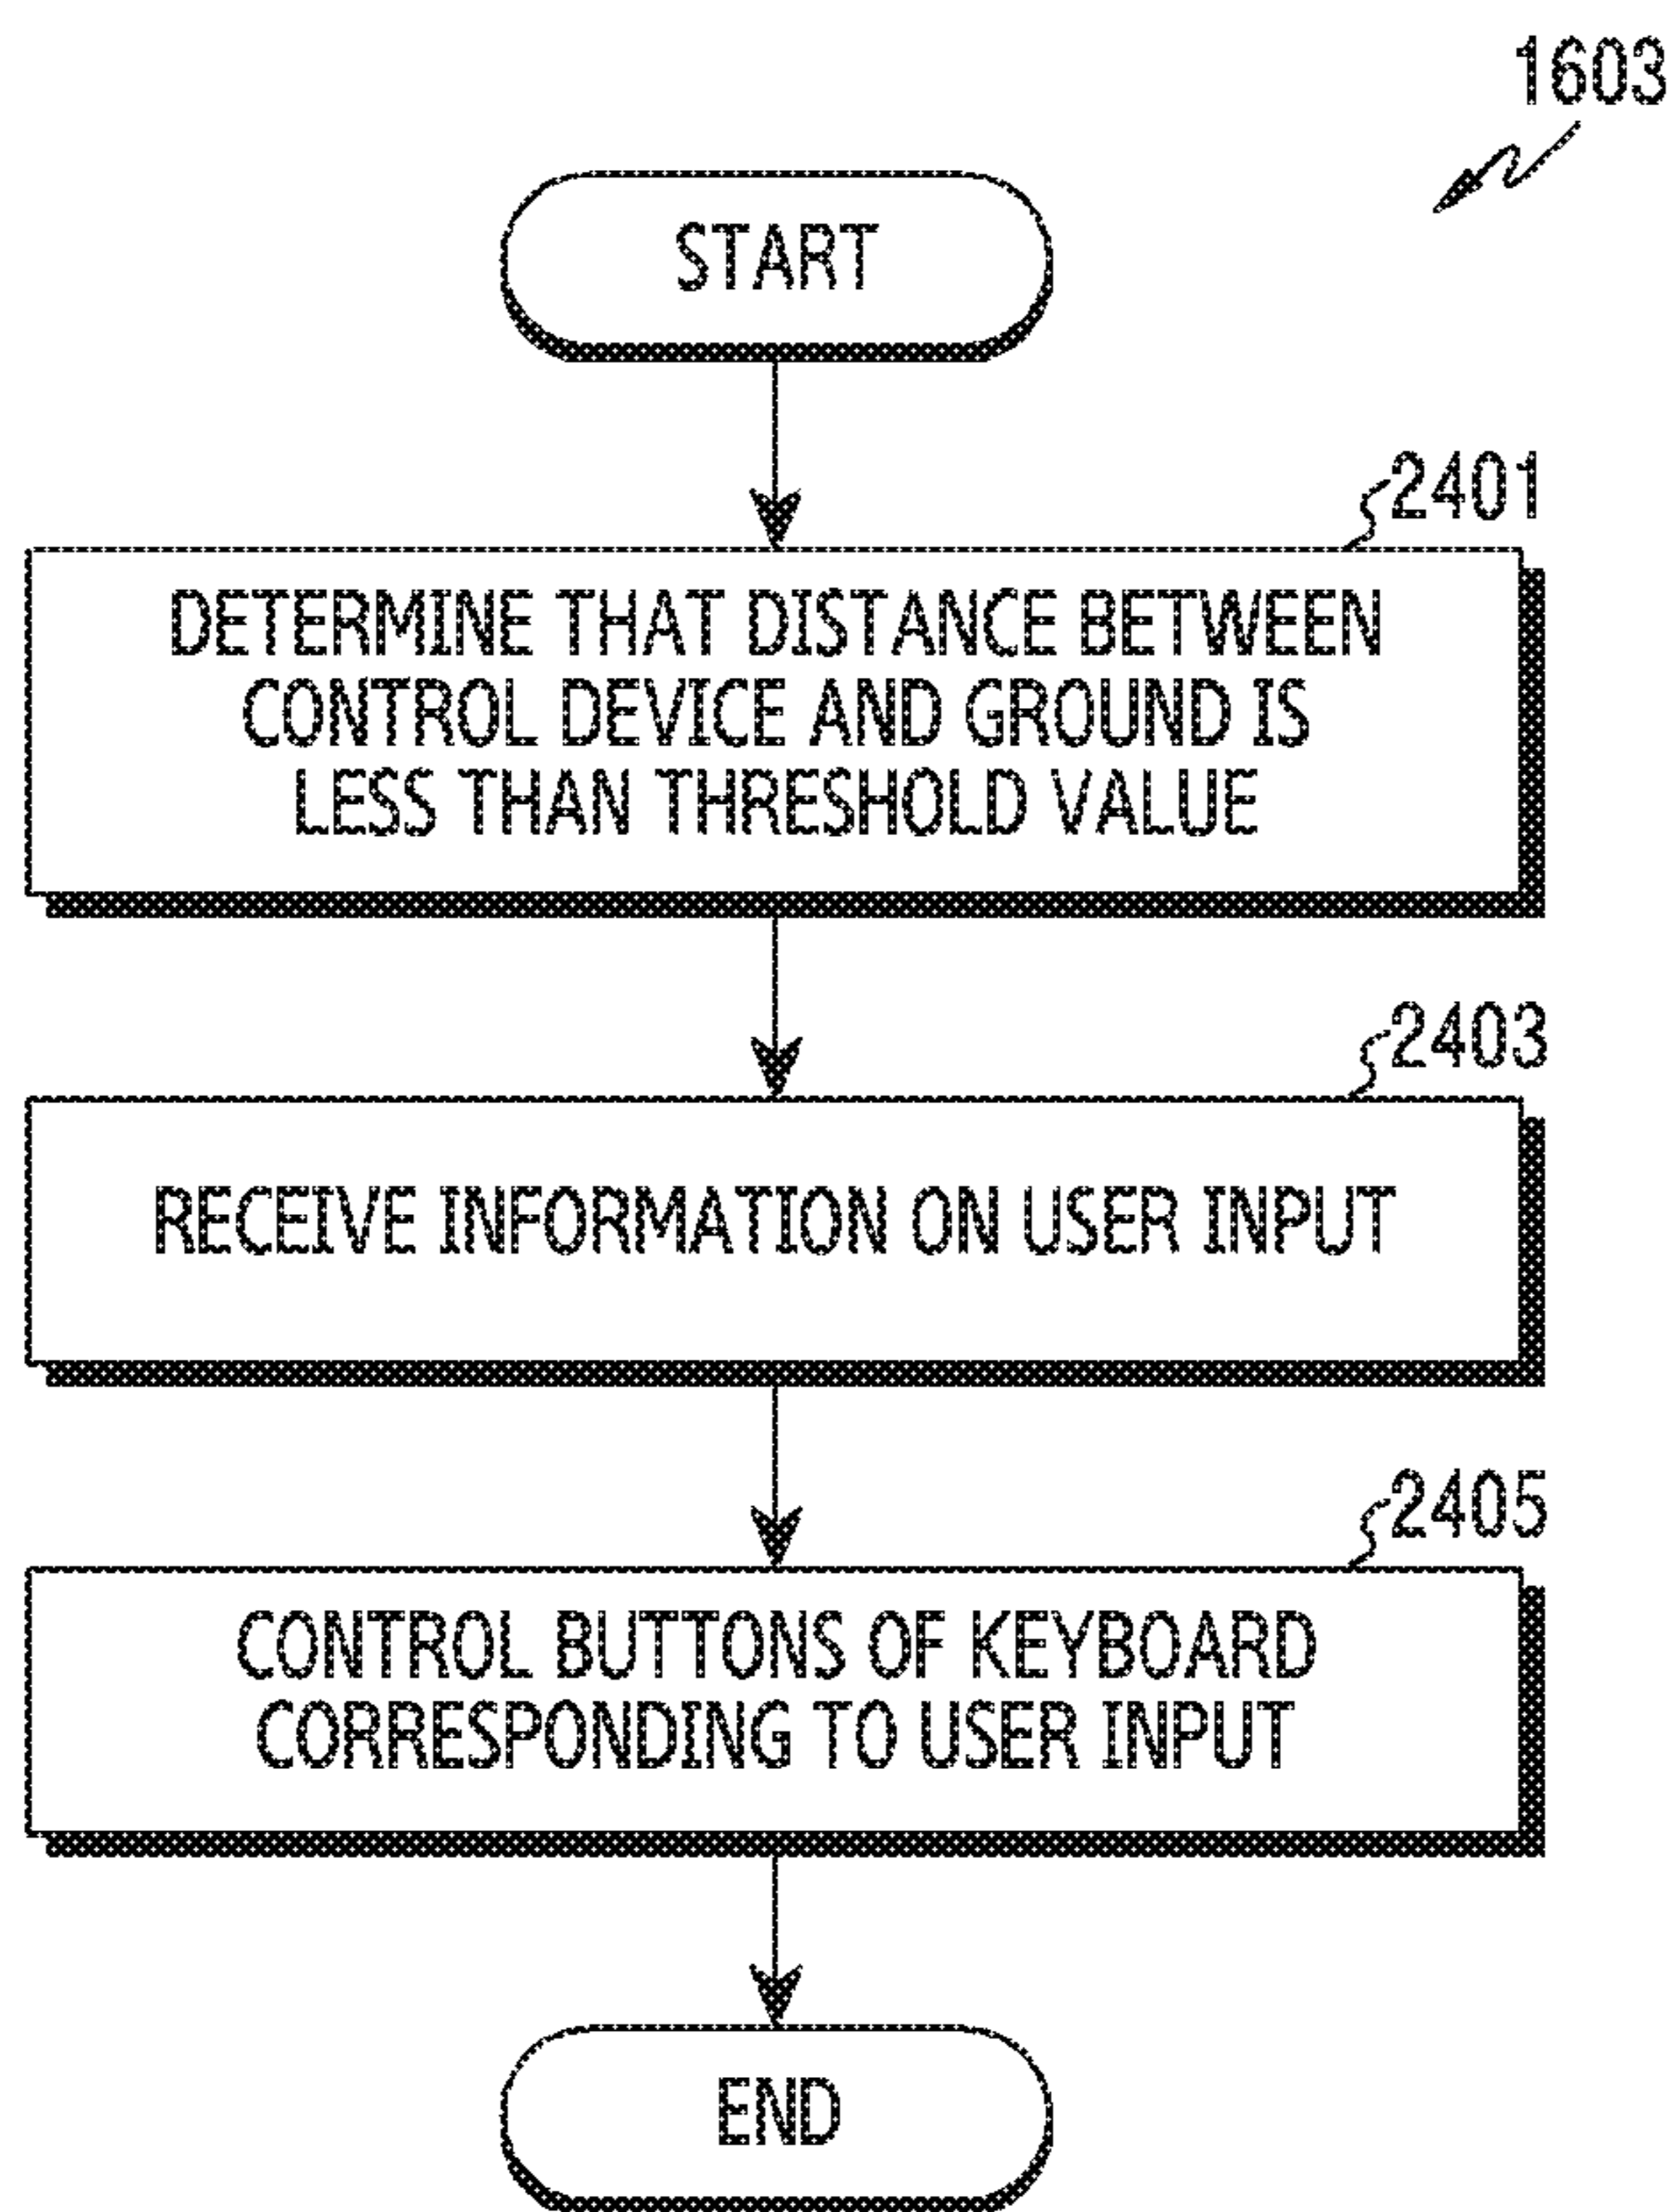 1603
START
2401
DETERMINE THAT DISTANCE BETWEEN
CONTROL DEVICE AND GROUND IS
LESS THAN THRESHOLD VALUE
2403
RECEIVE INFORMATION ON USER INPUT
2405
CONTROL BUTTONS OF KEYBOARD
CORRESPONDING TO USER INPUT
END